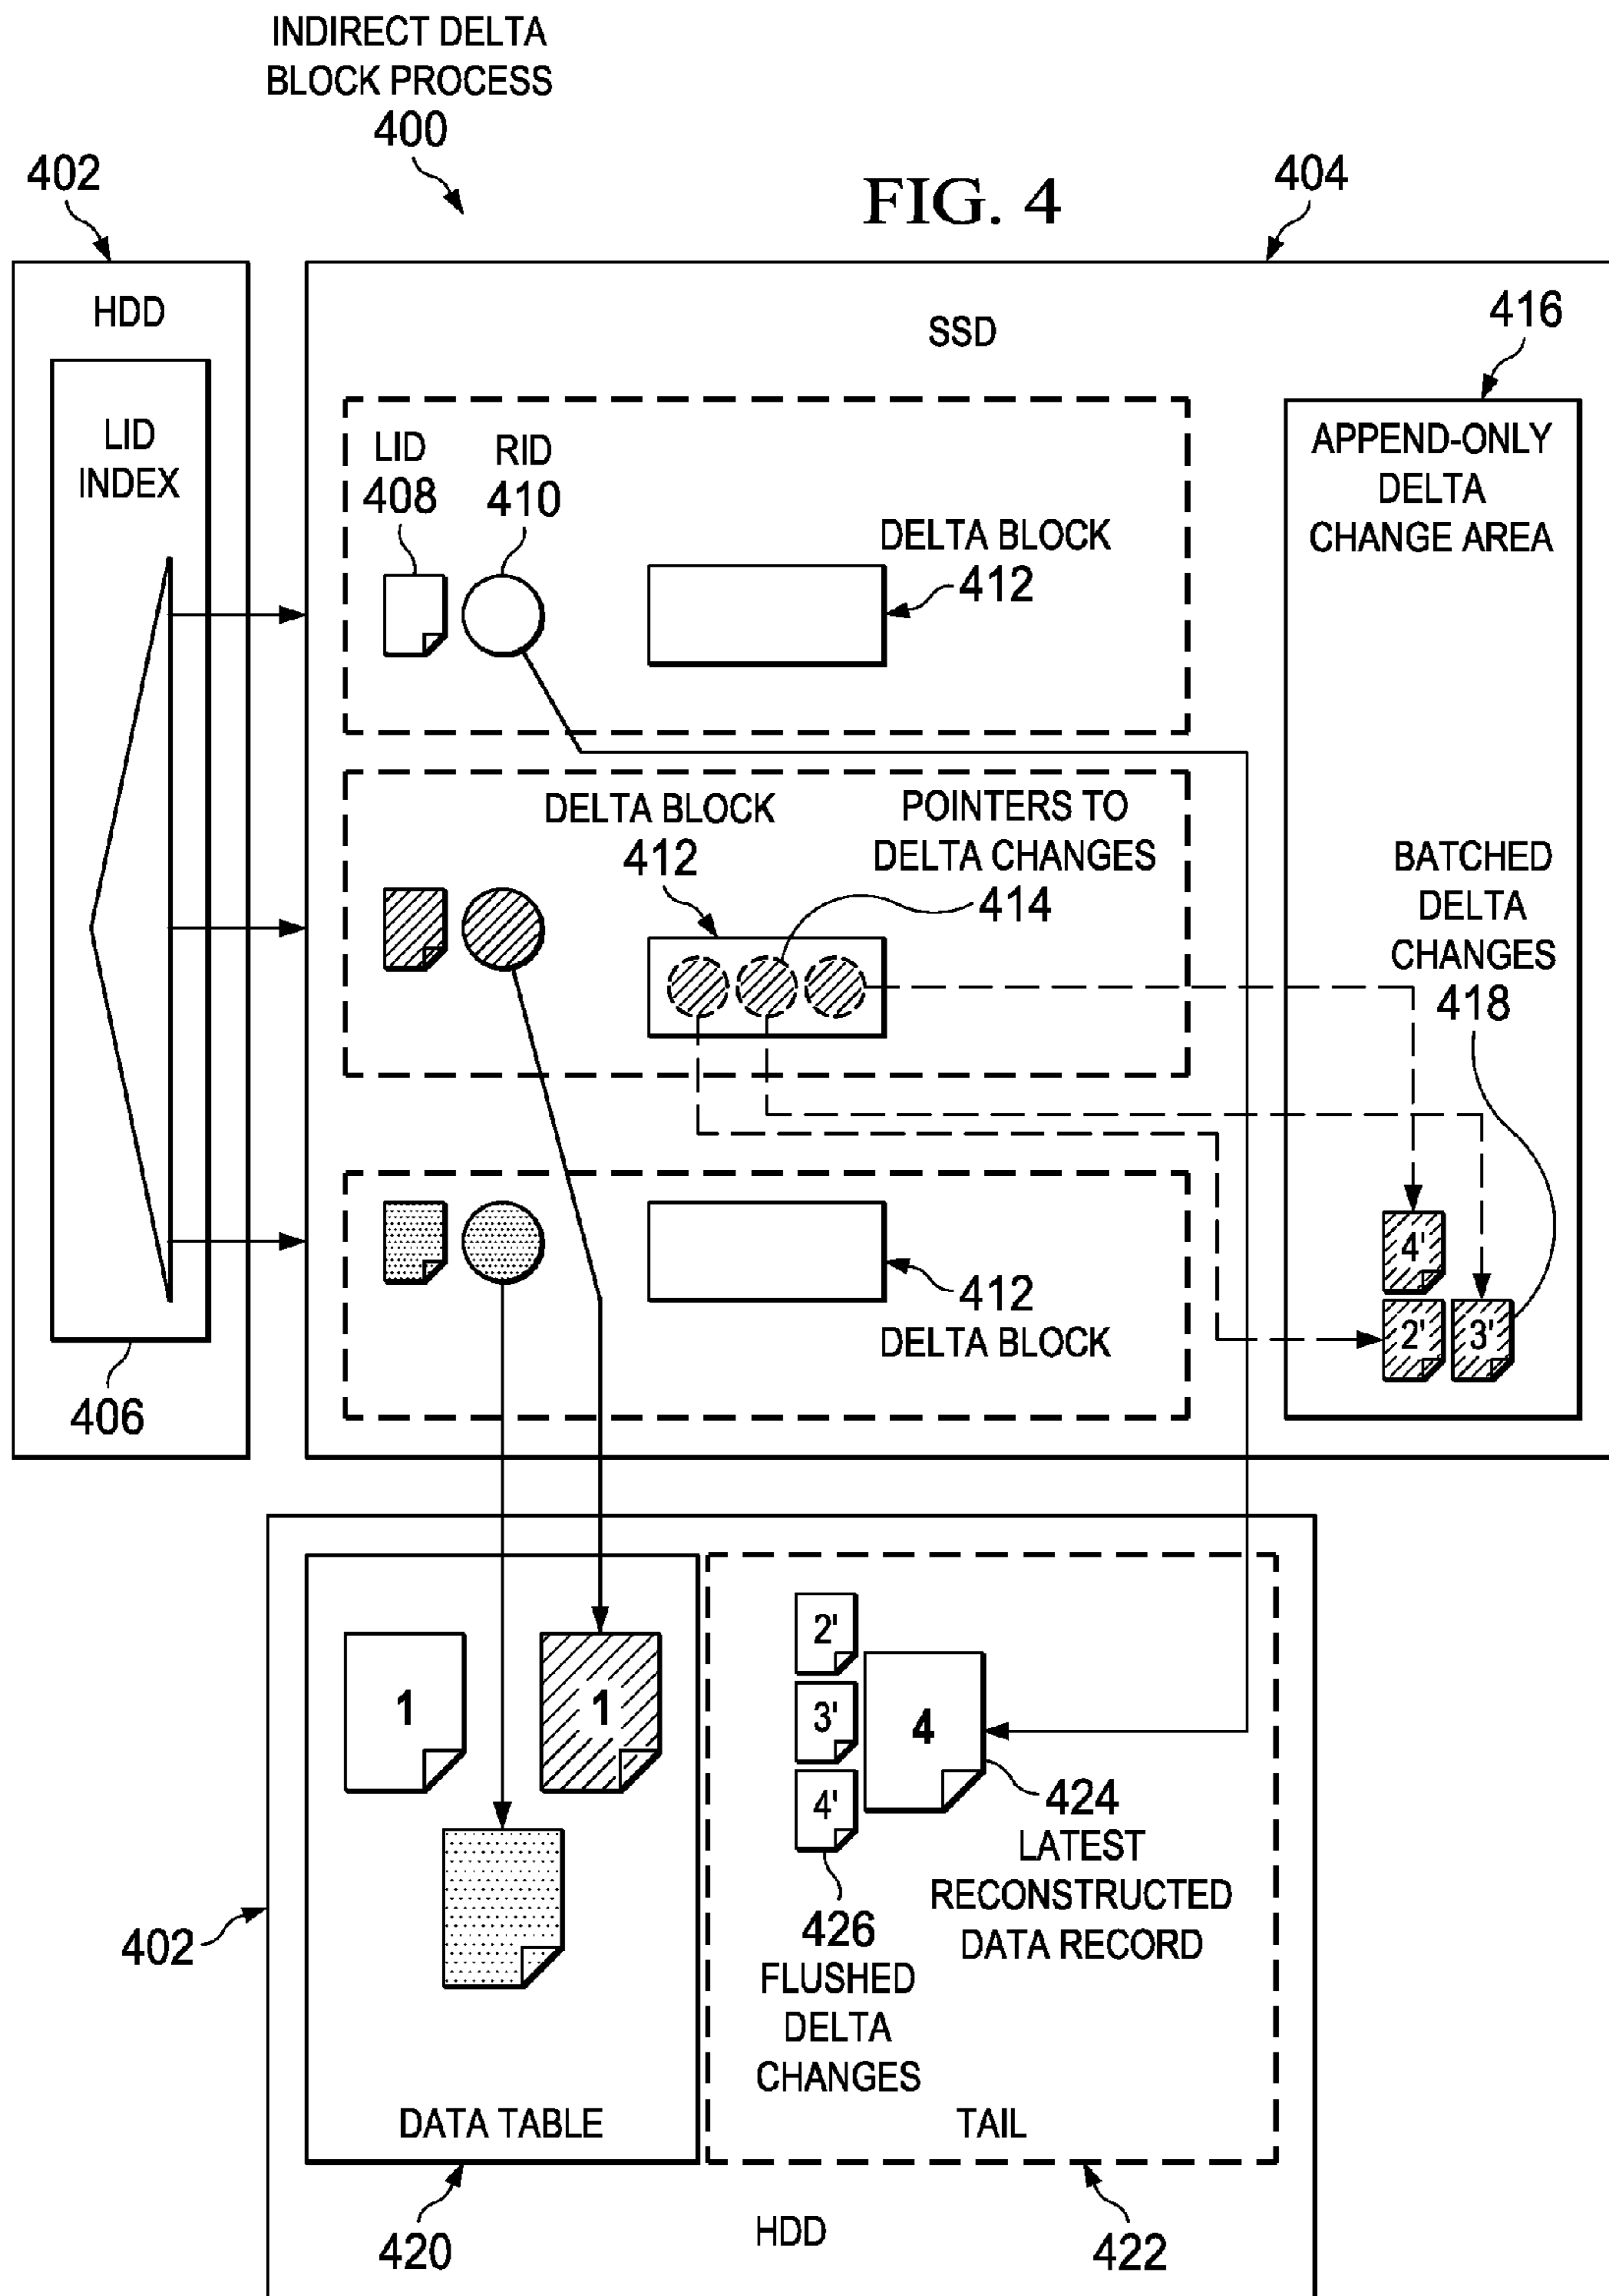 INDIRECT DELTA
BLOCK PROCESS
400
402
FIG. 4
404
HDD
SSD
416
LID
INDEX
LID
408
RID
410
DELTA BLOCK
412
APPEND-ONLY
DELTA
CHANGE AREA
DELTA BLOCK
412
POINTERS TO
DELTA CHANGES
414
BATCHED
DELTA
CHANGES
418
4'
2' 3'
412
DELTA BLOCK
406
1 1
2'
3'
4'
4
424
LATEST
RECONSTRUCTED
DATA RECORD
426
FLUSHED
DELTA
CHANGES
402
DATA TABLE
TAIL
420
HDD
422